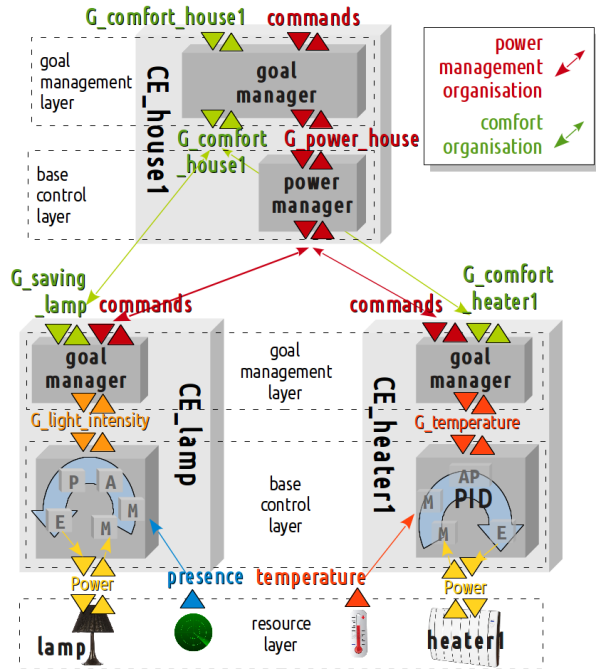 G_comfort_house1
commands
goal
management
layer
goal
manager
CE_house1
G_comfort
_house1
G_power_house
base
control
layer
power
manager
power
management
organisation
comfort
organisation
G_saving
_lamp
commands
commands
G_comfort
_heater1
goal
manager
goal
management
layer
goal
manager
CE_lamp
CE_heater1
G_light_intensity
G_temperature
P
A
E
M
M
base
control
layer
AP
PID
M
M
E
Power
presence
temperature
Power
lamp
resource
layer
heater1